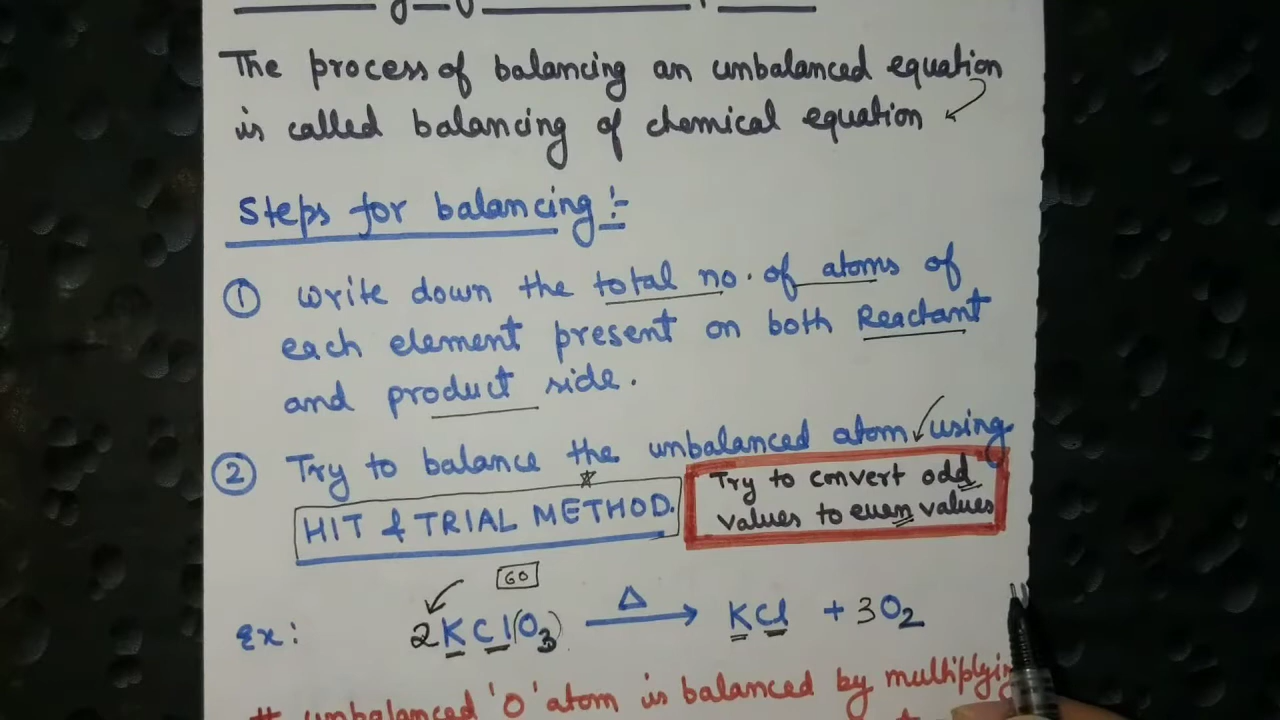 The process of balancing an unbalanced equation
is called balancing of chemical equation
Steps for balancing :-
① Write down the total no. of atoms of
each element present on both Reactant
and product side.
② Try to balance the unbalanced atom using
HIT & TRIAL METHOD.
Try to convert odd
values to even values
6O
Ex: 2KClO₃ Δ→ KCl + 3O₂
# unbalanced 'O' atom is balanced by multiplying